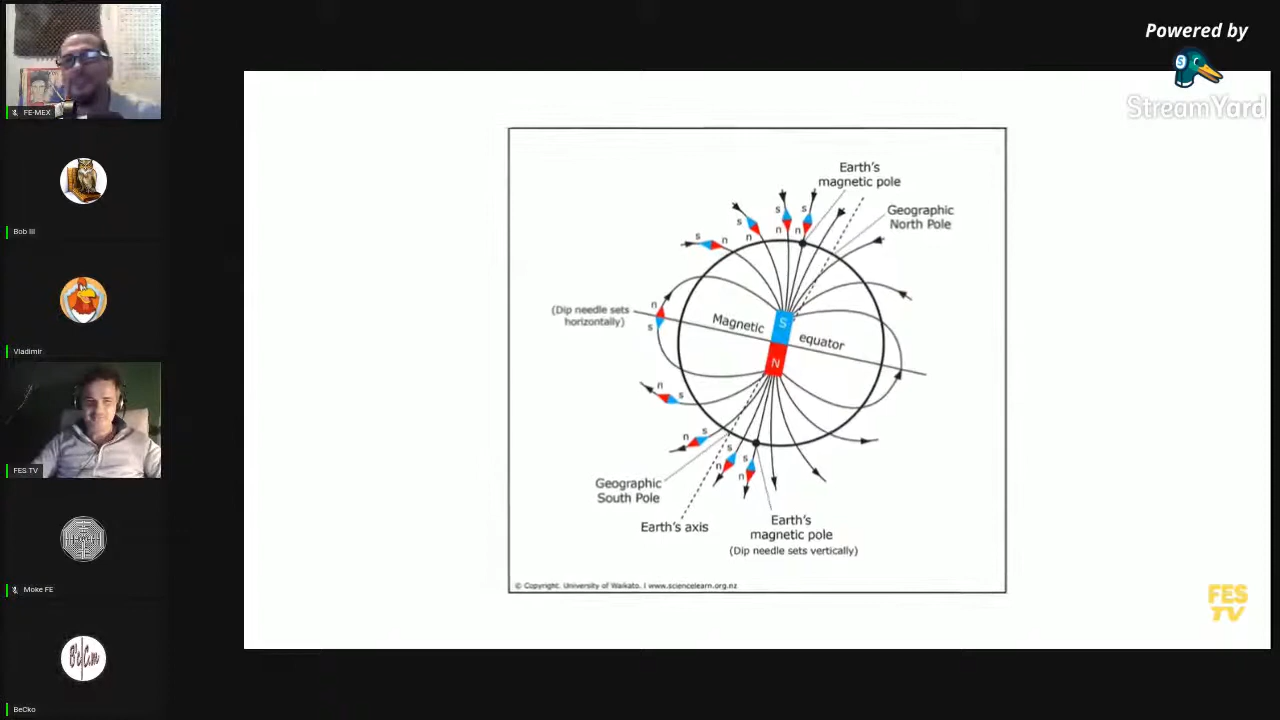 Powered by
StreamYard
FE-MEX
Bob III
Vladimir
FES TV
Moke FE
BeCko
Earth's
magnetic pole
Geographic
North Pole
s
s
s
n
n
n
s
n
(Dip needle sets
horizontally)
n
s
Magnetic
equator
S
N
n
s
n
s
s
n
s
n
Geographic
South Pole
Earth's axis
Earth's
magnetic pole
(Dip needle sets vertically)
© Copyright. University of Waikato. | www.sciencelearn.org.nz
FES
TV